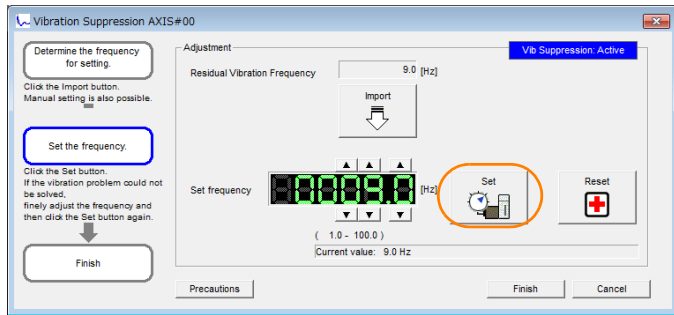 Vibration Suppression AXIS#00
Determine the frequency
for setting.
Click the Import button.
Manual setting is also possible.
Set the frequency.
Click the Set button.
If the vibration problem could not
be solved,
finely adjust the frequency and
then click the Set button again.
Finish
Adjustment
Vib Suppression: Active
Residual Vibration Frequency 9.0 [Hz]
Import
Set frequency 0009.0 [Hz]
Set
Reset
( 1.0 - 100.0 )
Current value: 9.0 Hz
Precautions
Finish
Cancel